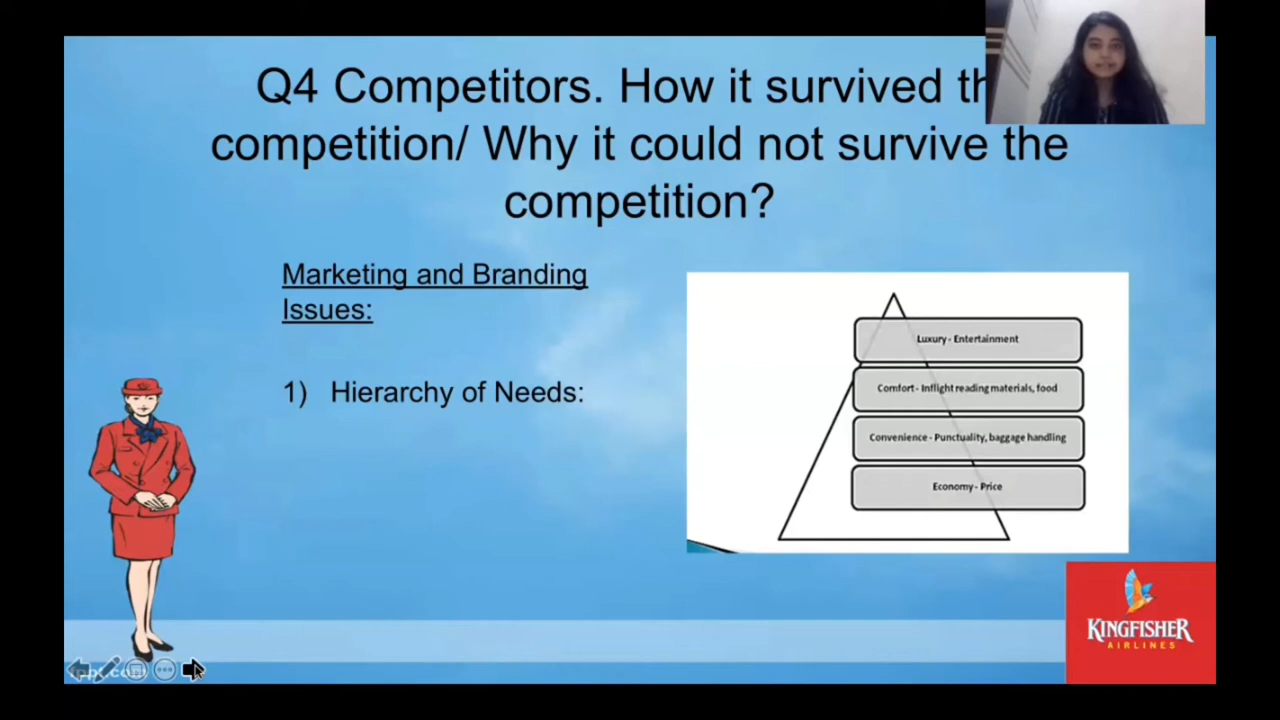 Q4 Competitors. How it survived
competition/ Why it could not survive the
competition?
Marketing and Branding
Issues:
1) Hierarchy of Needs:
Luxury - Entertainment
Comfort - Inflight reading materials, food
Convenience - Punctuality, baggage handling
Economy - Price
KINGFISHER
AIRLINES